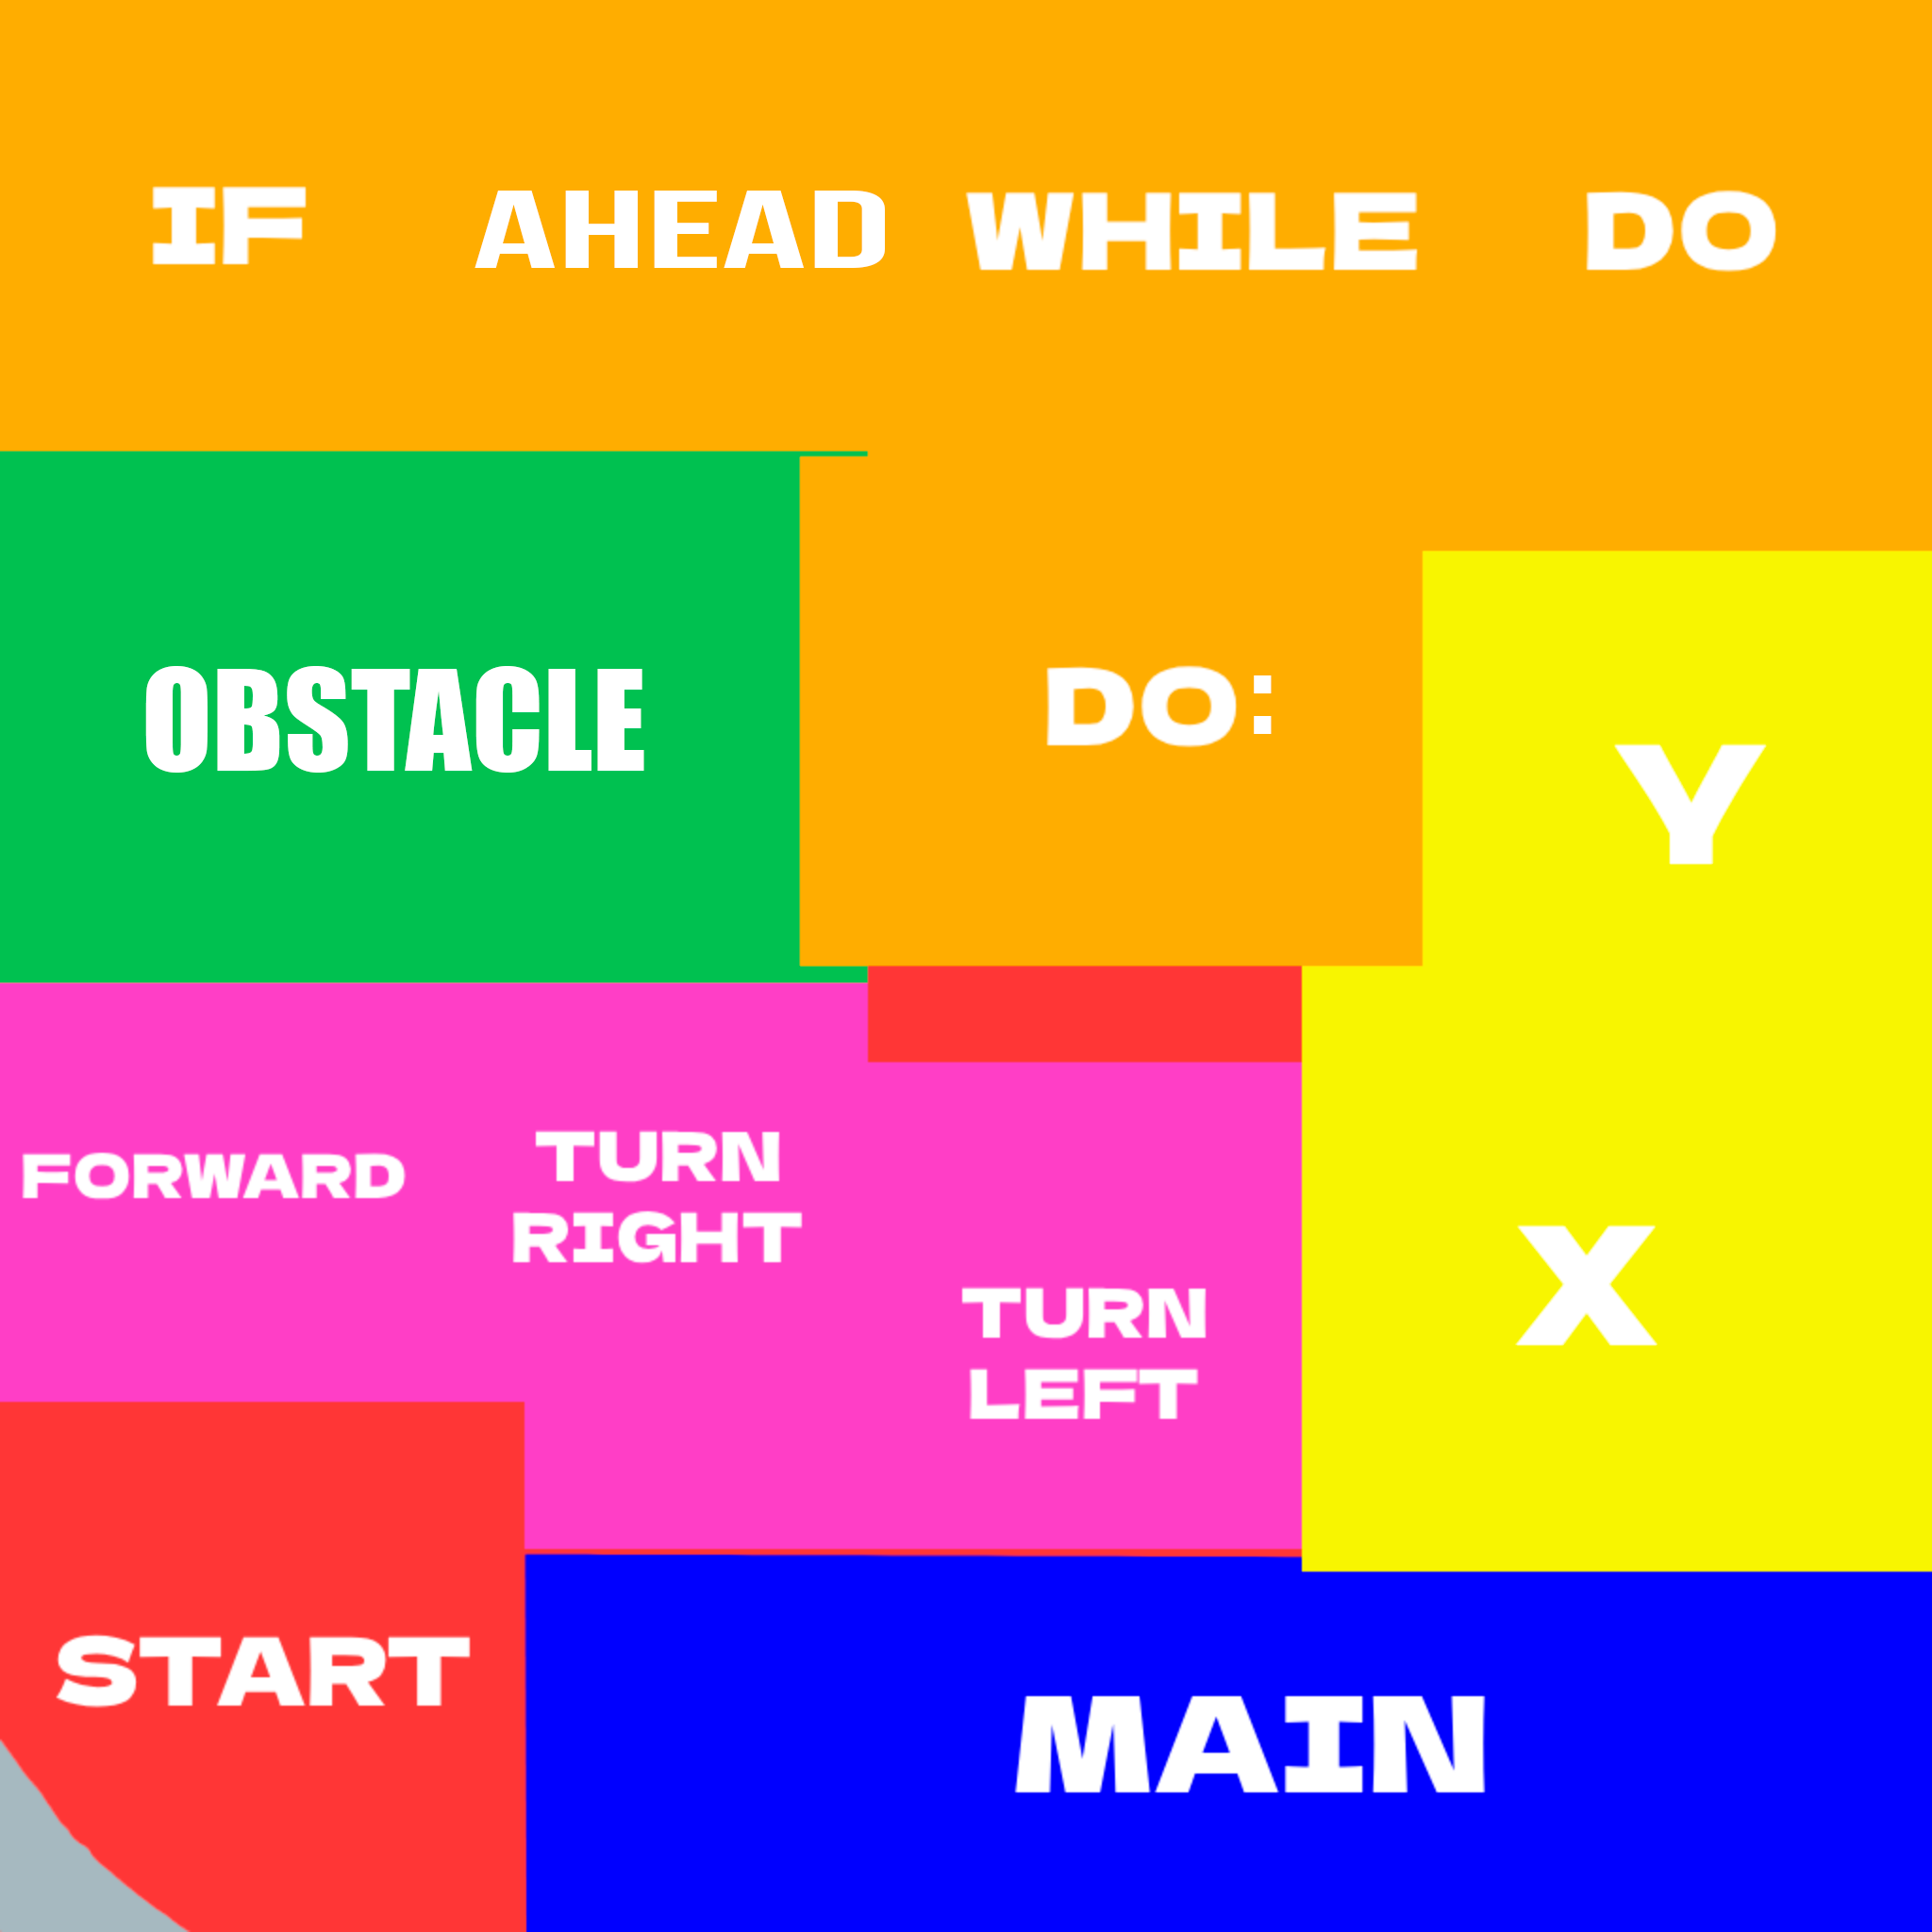 IF AHEAD WHILE DO
OBSTACLE
DO:
Y
FORWARD
TURN
RIGHT
TURN
LEFT
X
START
MAIN